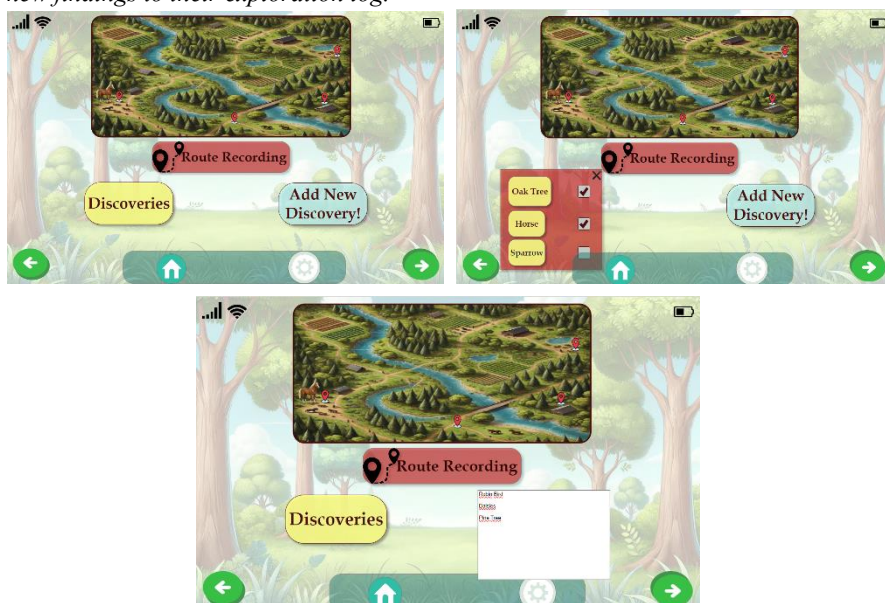 new findings to their exploration log.
Route Recording
Discoveries
Add New
Discovery!
Route Recording
Oak Tree
Horse
Sparrow
Add New
Discovery!
Route Recording
Discoveries
Robin Bird
Pine Tree